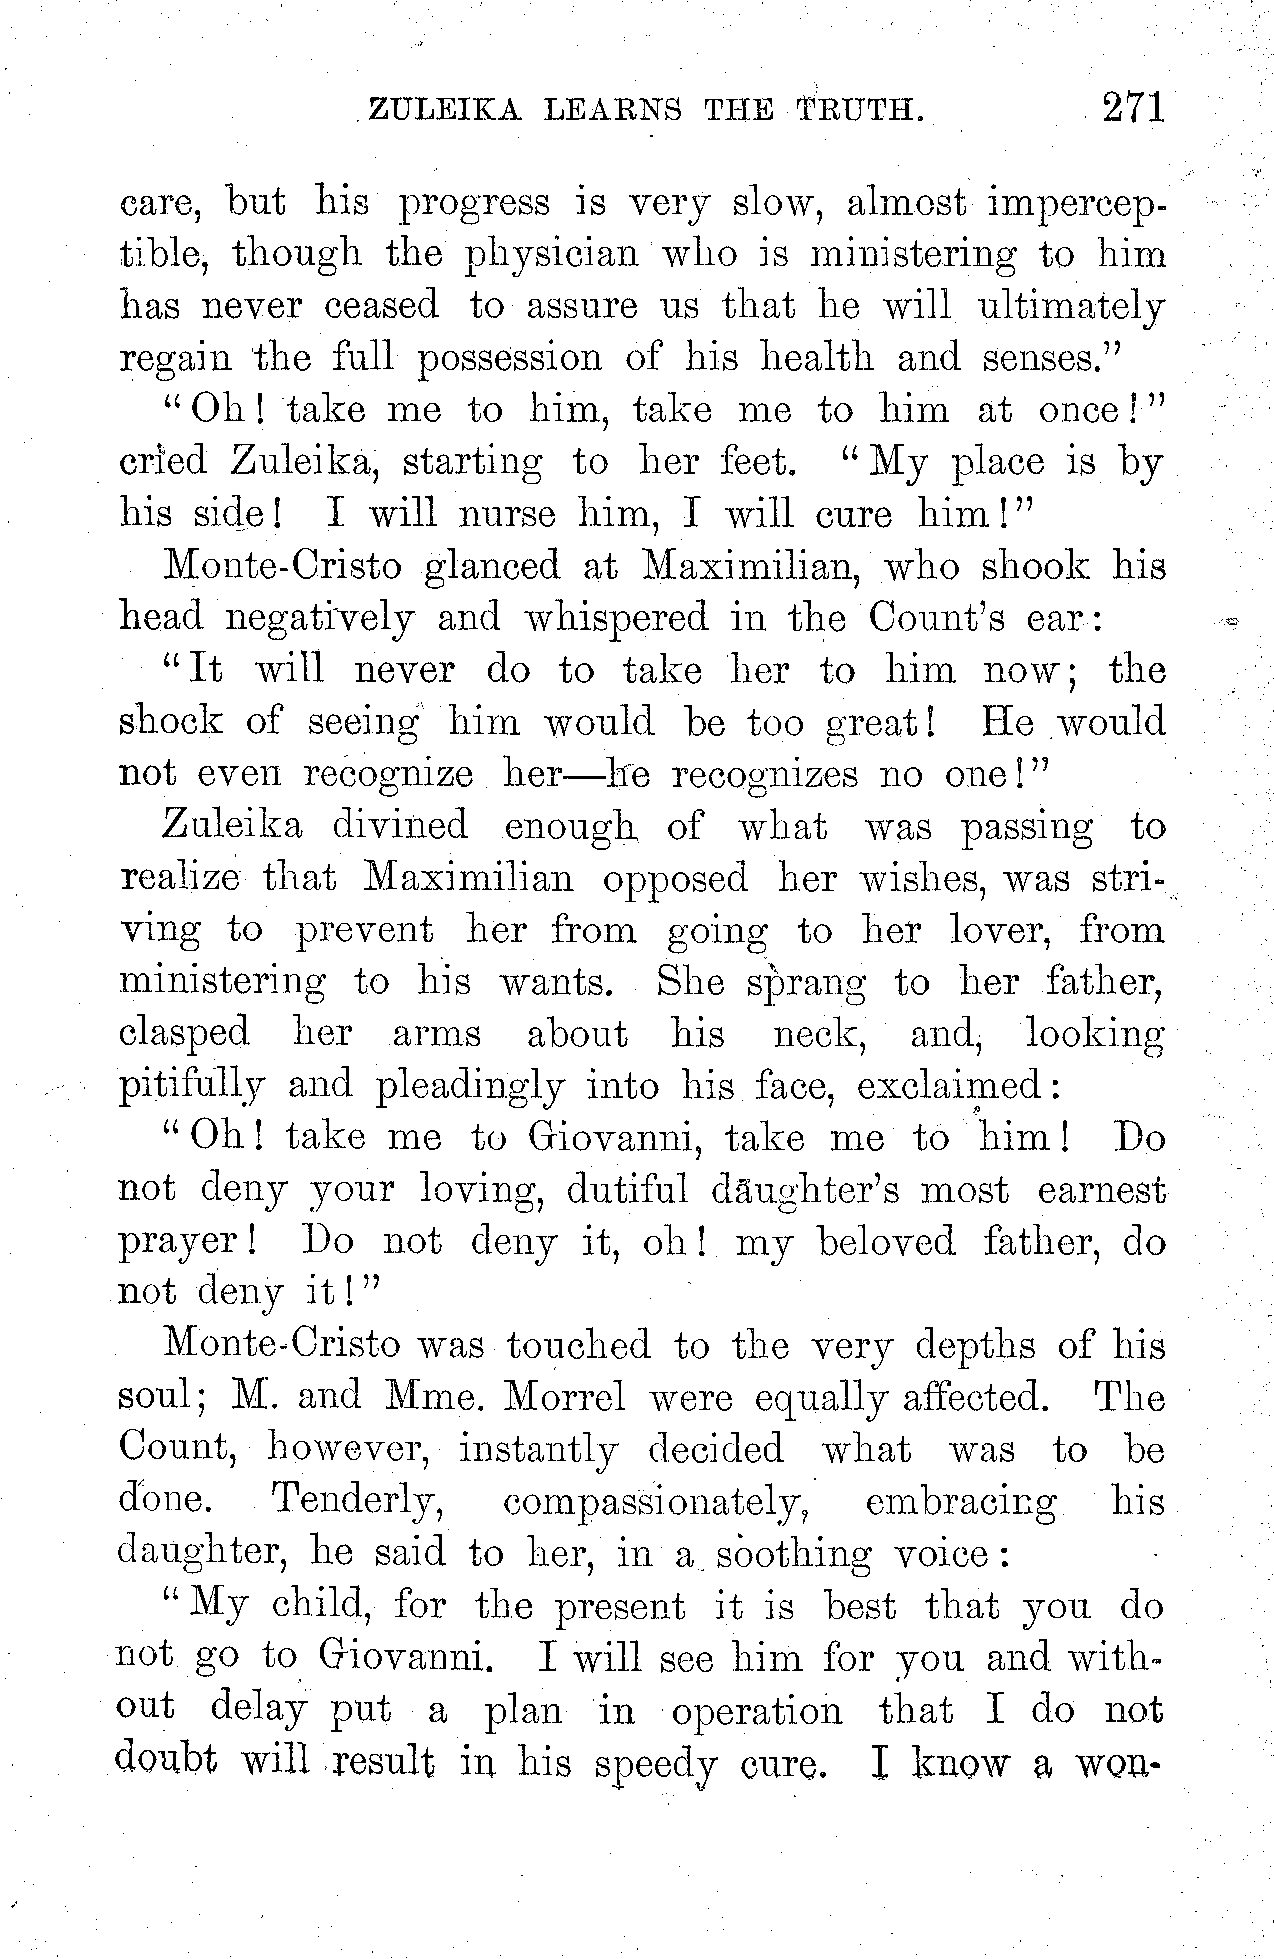 ZULEIKA LEARNS THE TRUTH. 271
care, but his progress is very slow, almost impercep-
tible, though the physician who is ministering to him
has never ceased to assure us that he will ultimately
regain the full possession of his health and senses."
"Oh! take me to him, take me to him at once!"
cried Zuleika, starting to her feet. "My place is by
his side! I will nurse him, I will cure him!"
Monte-Cristo glanced at Maximilian, who shook his
head negatively and whispered in the Count's ear:
"It will never do to take her to him now; the
shock of seeing him would be too great! He would
not even recognize her—he recognizes no one!"
Zuleika divined enough of what was passing to
realize that Maximilian opposed her wishes, was stri-
ving to prevent her from going to her lover, from
ministering to his wants. She sprang to her father,
clasped her arms about his neck, and, looking
pitifully and pleadingly into his face, exclaimed:
"Oh! take me to Giovanni, take me to him! Do
not deny your loving, dutiful daughter's most earnest
prayer! Do not deny it, oh! my beloved father, do
not deny it!"
Monte-Cristo was touched to the very depths of his
soul; M. and Mme. Morrel were equally affected. The
Count, however, instantly decided what was to be
done. Tenderly, compassionately, embracing his
daughter, he said to her, in a soothing voice:
"My child, for the present it is best that you do
not go to Giovanni. I will see him for you and with-
out delay put a plan in operation that I do not
doubt will result in his speedy cure. I know a won-